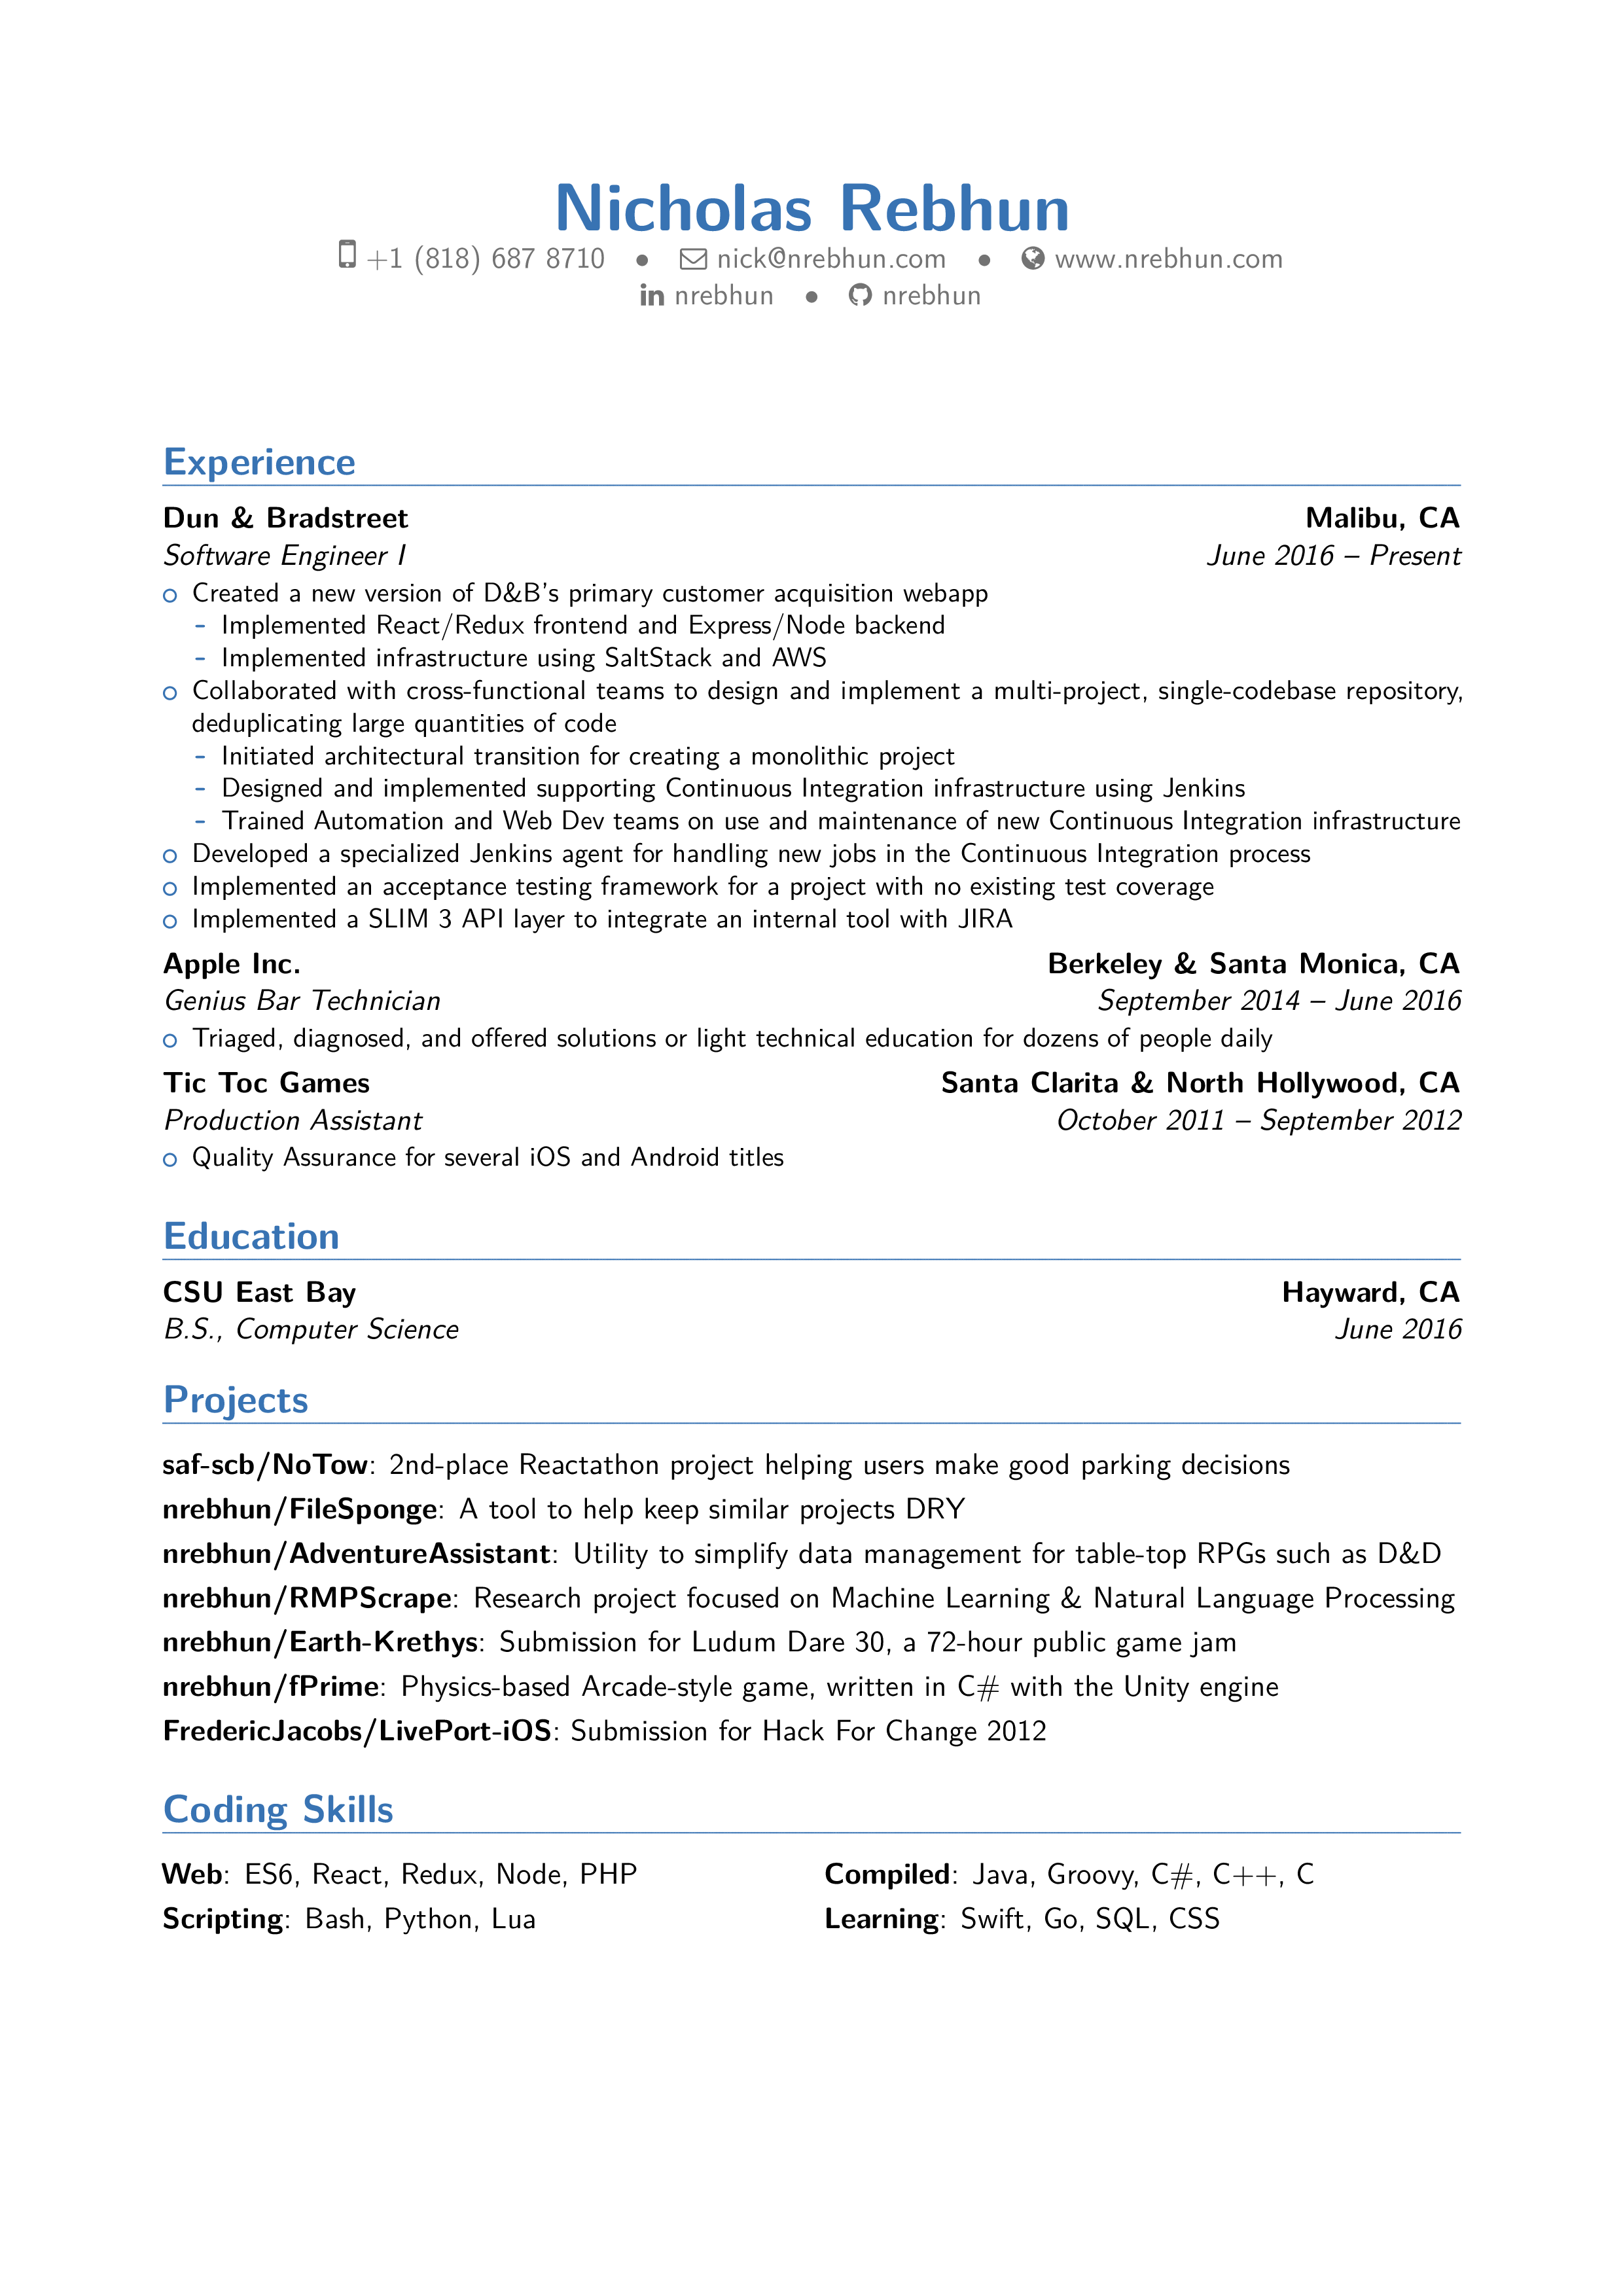 Nicholas Rebhun
+1 (818) 687 8710 • nick@nrebhun.com • www.nrebhun.com
in nrebhun • nrebhun
Experience
Dun & Bradstreet Malibu, CA
Software Engineer I June 2016 – Present
Created a new version of D&B's primary customer acquisition webapp
- Implemented React/Redux frontend and Express/Node backend
- Implemented infrastructure using SaltStack and AWS
Collaborated with cross-functional teams to design and implement a multi-project, single-codebase repository,
deduplicating large quantities of code
- Initiated architectural transition for creating a monolithic project
- Designed and implemented supporting Continuous Integration infrastructure using Jenkins
- Trained Automation and Web Dev teams on use and maintenance of new Continuous Integration infrastructure
Developed a specialized Jenkins agent for handling new jobs in the Continuous Integration process
Implemented an acceptance testing framework for a project with no existing test coverage
Implemented a SLIM 3 API layer to integrate an internal tool with JIRA
Apple Inc. Berkeley & Santa Monica, CA
Genius Bar Technician September 2014 – June 2016
Triaged, diagnosed, and offered solutions or light technical education for dozens of people daily
Tic Toc Games Santa Clarita & North Hollywood, CA
Production Assistant October 2011 – September 2012
Quality Assurance for several iOS and Android titles
Education
CSU East Bay Hayward, CA
B.S., Computer Science June 2016
Projects
saf-scb/NoTow: 2nd-place Reactathon project helping users make good parking decisions
nrebhun/FileSponge: A tool to help keep similar projects DRY
nrebhun/AdventureAssistant: Utility to simplify data management for table-top RPGs such as D&D
nrebhun/RMPScrape: Research project focused on Machine Learning & Natural Language Processing
nrebhun/Earth-Krethys: Submission for Ludum Dare 30, a 72-hour public game jam
nrebhun/fPrime: Physics-based Arcade-style game, written in C# with the Unity engine
FredericJacobs/LivePort-iOS: Submission for Hack For Change 2012
Coding Skills
Web: ES6, React, Redux, Node, PHP Compiled: Java, Groovy, C#, C++, C
Scripting: Bash, Python, Lua Learning: Swift, Go, SQL, CSS